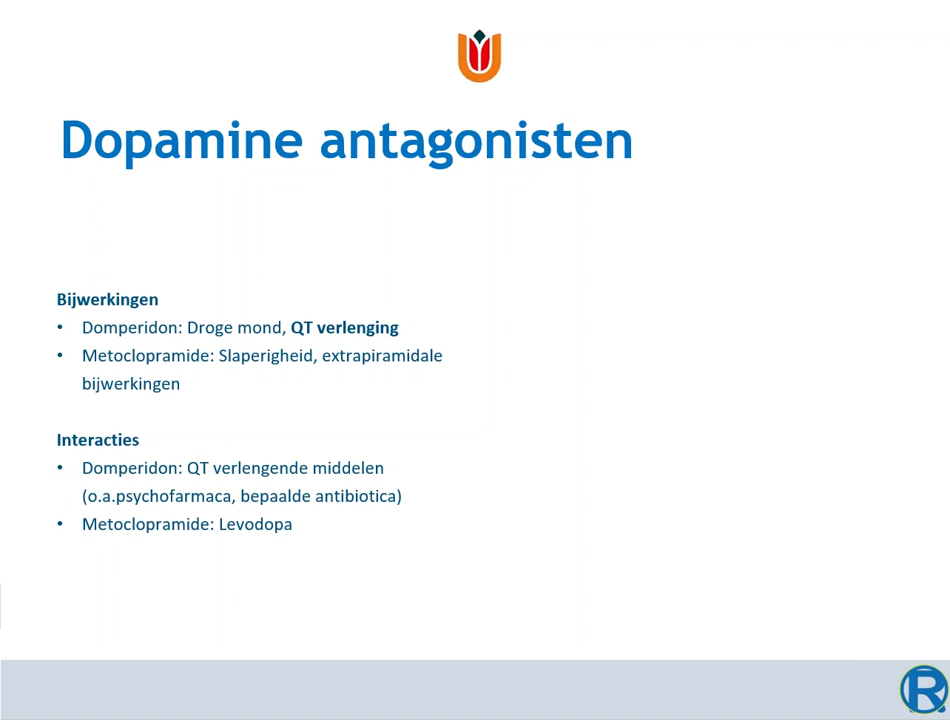 Dopamine antagonisten
Bijwerkingen
• Domperidon: Droge mond, QT verlenging
• Metoclopramide: Slaperigheid, extrapiramidale
bijwerkingen
Interacties
• Domperidon: QT verlengende middelen
(o.a.psychofarmaca, bepaalde antibiotica)
• Metoclopramide: Levodopa
R